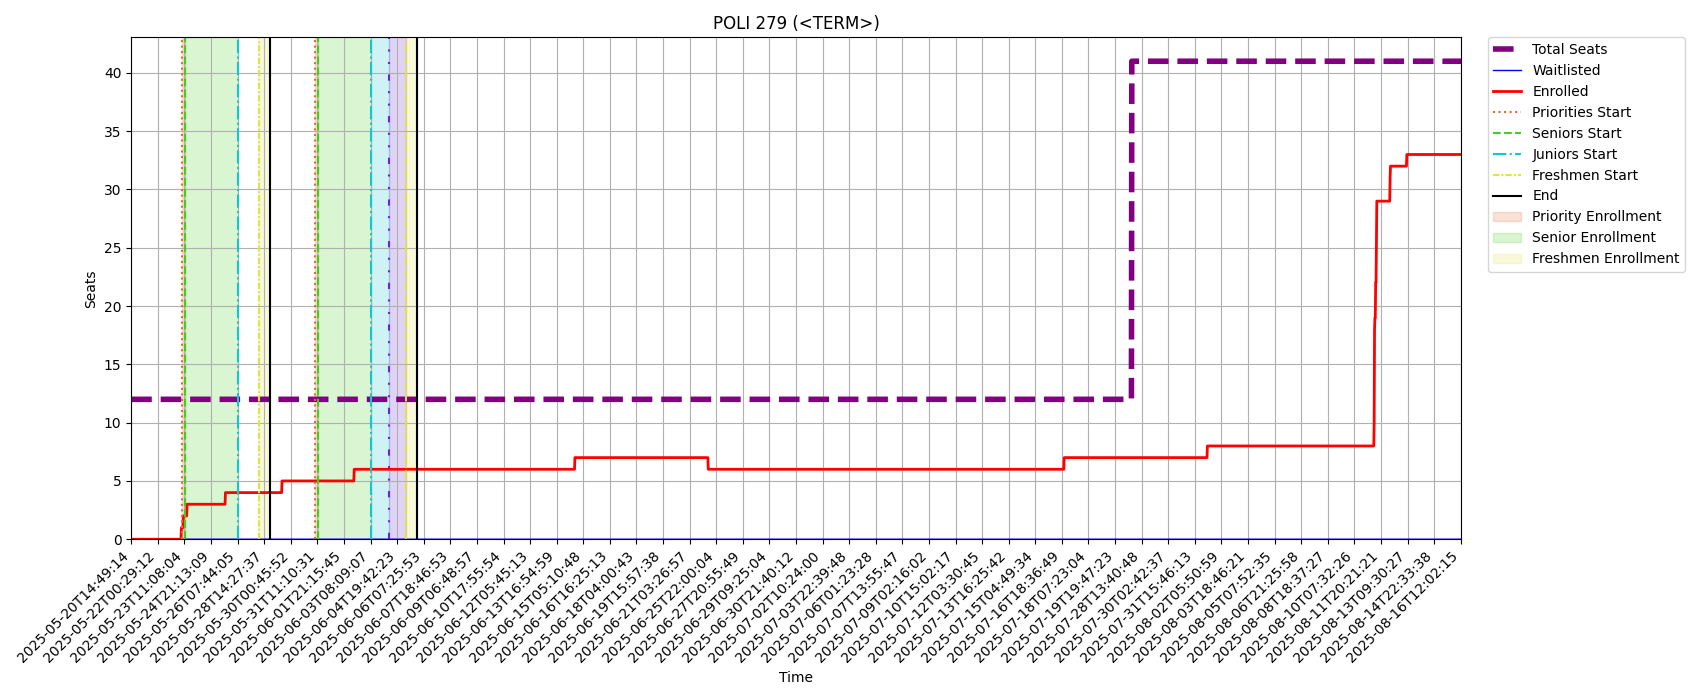 POLI 279 (<TERM>)
Total Seats
Waitlisted
Enrolled
Priorities Start
Seniors Start
Juniors Start
Freshmen Start
End
Priority Enrollment
Senior Enrollment
Freshmen Enrollment
Seats
40
35
30
25
20
15
10
5
0
2025-05-20T14:49:14
2025-05-22T00:29:12
2025-05-23T11:08:04
2025-05-24T21:13:09
2025-05-26T07:44:05
2025-05-28T14:27:37
2025-05-30T00:45:52
2025-05-31T11:10:31
2025-06-01T21:15:45
2025-06-03T08:09:07
2025-06-04T19:42:23
2025-06-06T07:25:53
2025-06-07T18:46:53
2025-06-09T06:48:57
2025-06-10T17:55:54
2025-06-12T05:45:13
2025-06-13T16:54:59
2025-06-15T05:10:48
2025-06-16T16:25:13
2025-06-18T04:00:43
2025-06-19T15:57:38
2025-06-21T03:26:57
2025-06-25T22:00:04
2025-06-27T20:55:49
2025-06-29T09:25:04
2025-06-30T21:40:12
2025-07-02T10:24:00
2025-07-03T22:39:48
2025-07-06T01:23:28
2025-07-07T13:55:47
2025-07-09T02:16:02
2025-07-10T15:02:17
2025-07-12T03:30:45
2025-07-13T16:25:42
2025-07-15T04:49:34
2025-07-16T18:36:49
2025-07-18T07:23:04
2025-07-19T19:47:23
2025-07-28T13:40:48
2025-07-30T02:42:37
2025-07-31T15:46:13
2025-08-02T05:50:59
2025-08-03T18:46:21
2025-08-05T07:52:35
2025-08-06T21:25:58
2025-08-08T18:37:27
2025-08-10T07:32:26
2025-08-11T20:21:21
2025-08-13T09:30:27
2025-08-14T22:33:38
2025-08-16T12:02:15
Time